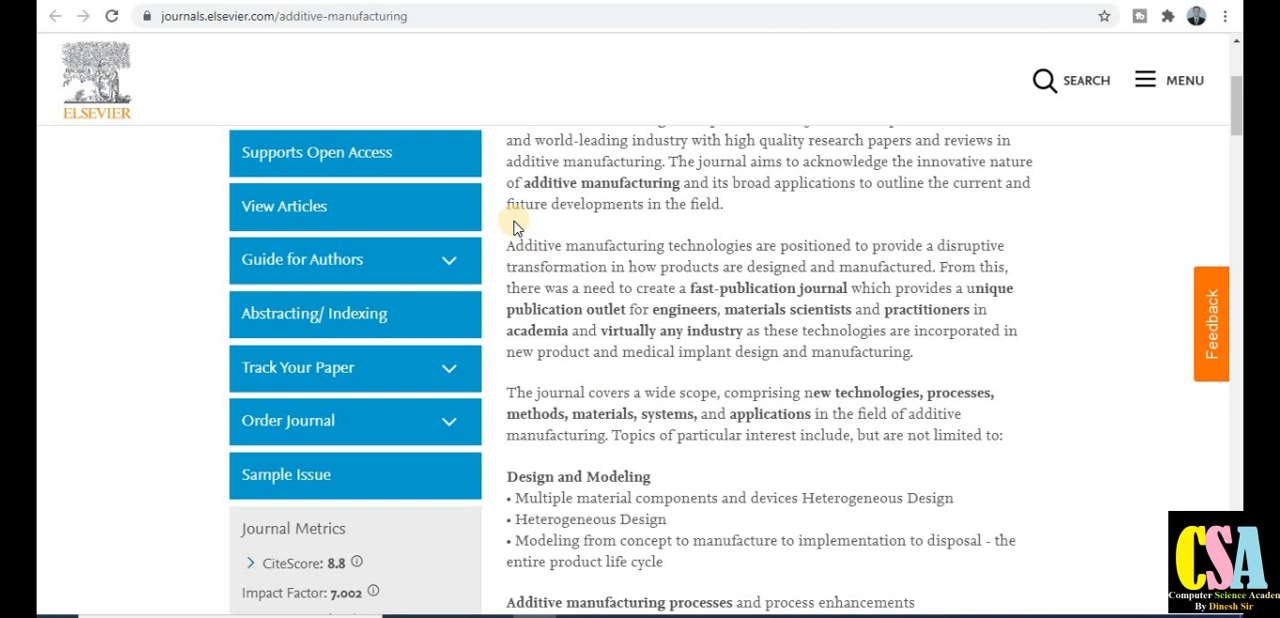 journals.elsevier.com/additive-manufacturing
ELSEVIER
SEARCH
MENU
Supports Open Access
View Articles
Guide for Authors
Abstracting/ Indexing
Track Your Paper
Order Journal
Sample Issue
Journal Metrics
CiteScore: 8.8
Impact Factor: 7.002
and world-leading industry with high quality research papers and reviews in
additive manufacturing. The journal aims to acknowledge the innovative nature
of additive manufacturing and its broad applications to outline the current and
future developments in the field.
Additive manufacturing technologies are positioned to provide a disruptive
transformation in how products are designed and manufactured. From this,
there was a need to create a fast-publication journal which provides a unique
publication outlet for engineers, materials scientists and practitioners in
academia and virtually any industry as these technologies are incorporated in
new product and medical implant design and manufacturing.
The journal covers a wide scope, comprising new technologies, processes,
methods, materials, systems, and applications in the field of additive
manufacturing. Topics of particular interest include, but are not limited to:
Design and Modeling
• Multiple material components and devices Heterogeneous Design
• Heterogeneous Design
• Modeling from concept to manufacture to implementation to disposal - the
entire product life cycle
Additive manufacturing processes and process enhancements
Feedback
CSA
Computer Science Academ
By Dinesh Sir